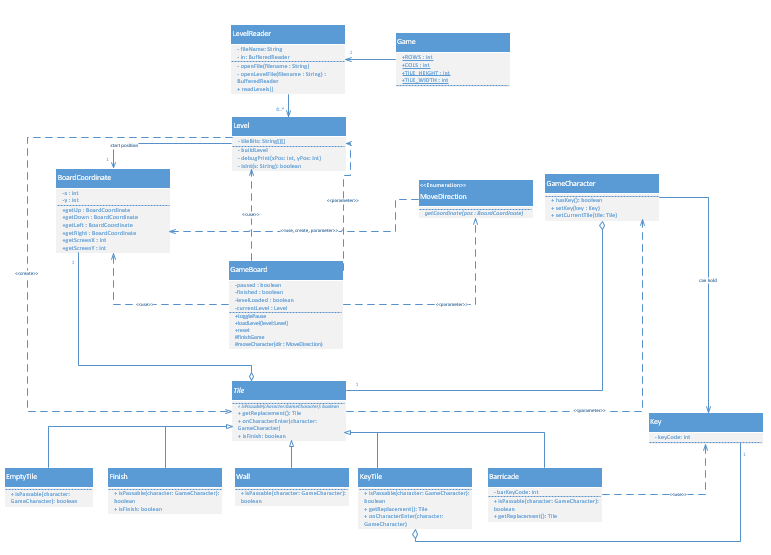 LevelReader
- fileName: String
- in: BufferedReader
- openFile(filename : String)
- openLevelFile(filename : String) :
BufferedReader
+ readLevels()
Game
+ROWS : int
+COLS : int
+TILE_HEIGHT : int
+TILE_WIDTH : int
1
0..*
Level
- tileBits: String[][]
- buildLevel
- debugPrint(xPos: int, yPos: int)
- isInt(s: String): boolean
start position
1
BoardCoordinate
-x : int
-y : int
+getUp : BoardCoordinate
+getDown : BoardCoordinate
+getLeft : BoardCoordinate
+getRight : BoardCoordinate
+getScreenX : int
+getScreenY : int
<<Enumeration>>
MoveDirection
getCoordinate(pos : BoardCoordinate)
GameCharacter
+ hasKey(): boolean
+ setKey(key : Key)
+ setCurrentTile(tile: Tile)
<<parameter>>
<<use>>
<<use, create, parameter>>
<<create>>
can hold
GameBoard
-passed : boolean
-finished : boolean
-levelLoaded : boolean
-currentLevel : Level
+togglePause
+loadLevel(level:Level)
+reset
#finishGame
#moveCharacter(dir : MoveDirection)
<<use>>
<<parameter>>
Tile
+ isPassable(character:GameCharacter): boolean
+ getReplacement(): Tile
+ onCharacterEnter(character:
GameCharacter)
+ isFinish: boolean
1
<<parameter>>
Key
- keyCode: int
1
EmptyTile
+ isPassable(character:
GameCharacter): boolean
Finish
+ isPassable(character: GameCharacter):
boolean
+ isFinish: boolean
Wall
+ isPassable(character: GameCharacter):
boolean
KeyTile
+ isPassable(character: GameCharacter):
boolean
+ getReplacement(): Tile
+ onCharacterEnter(character:
GameCharacter)
Barricade
- barKeyCode: int
+ isPassable(character: GameCharacter):
boolean
+ getReplacement(): Tile
<<use>>